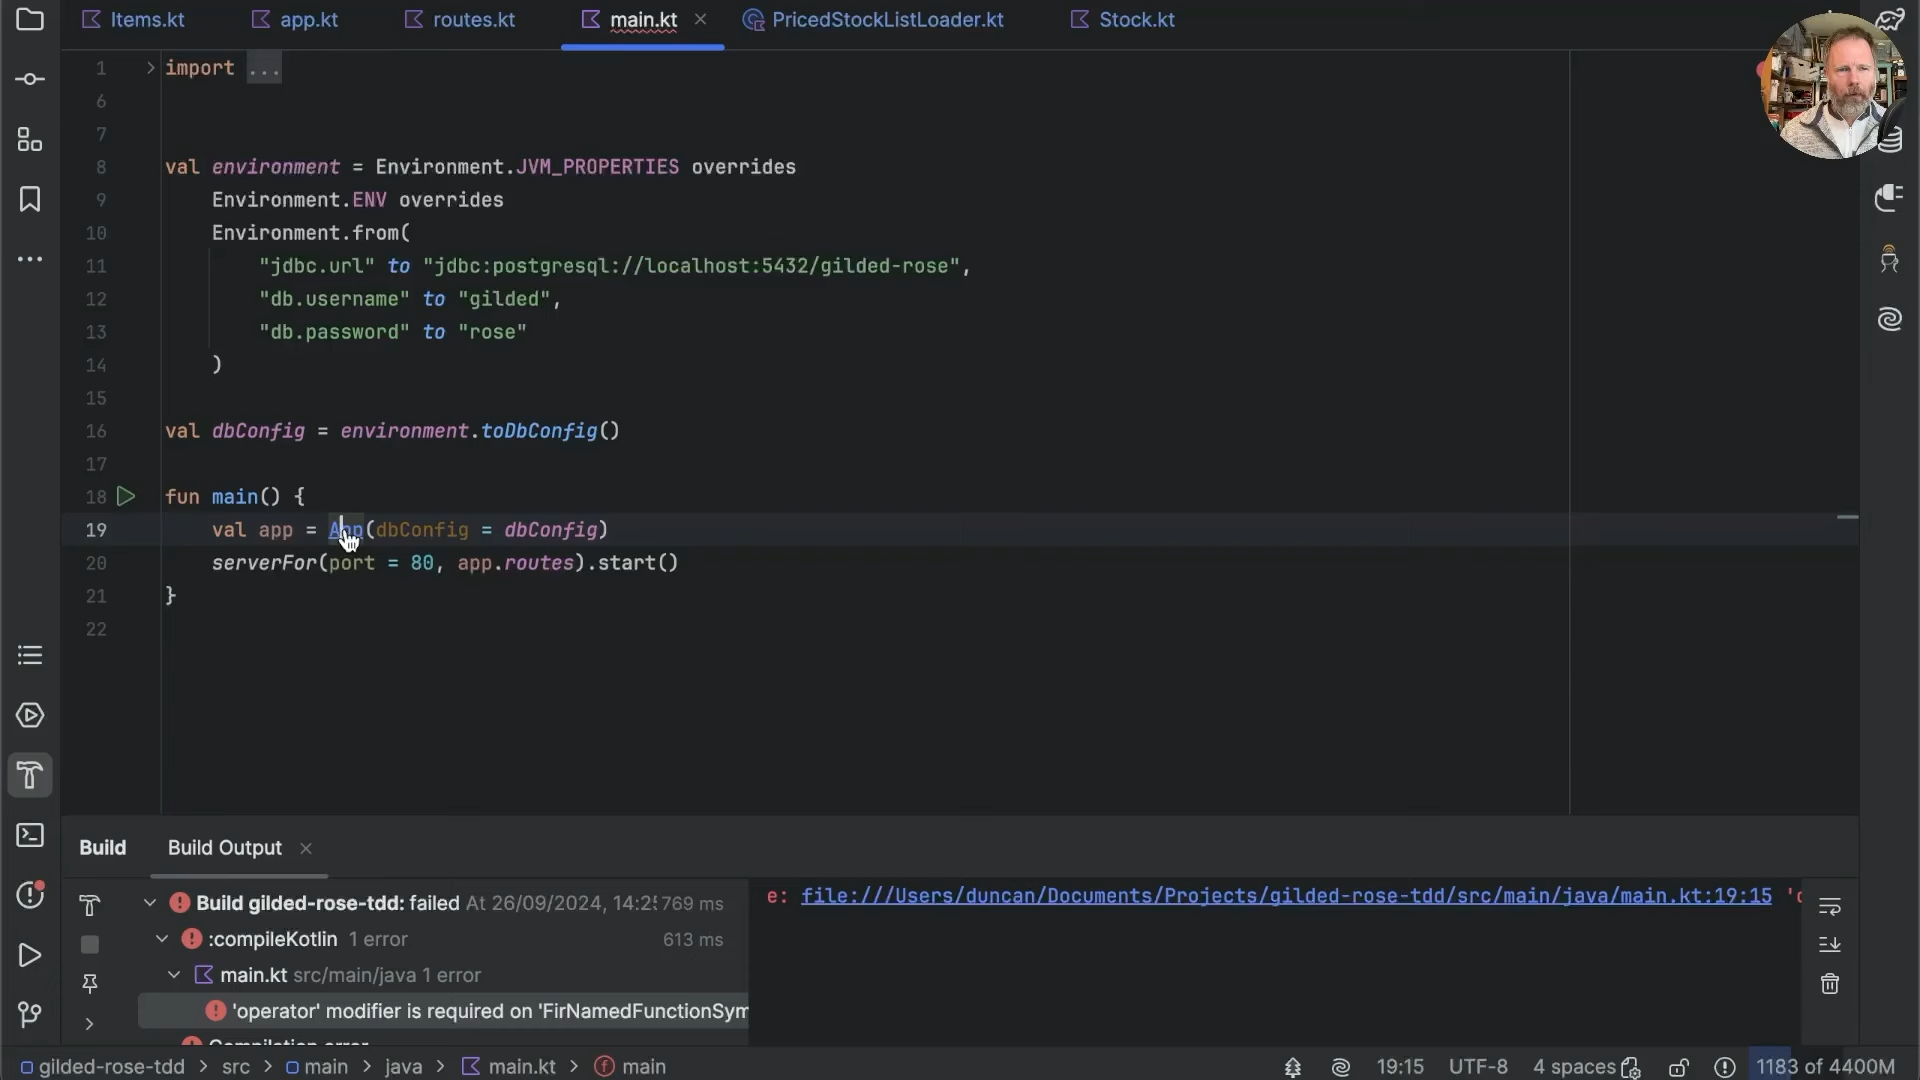 Items.kt app.kt routes.kt main.kt PricedStockListLoader.kt Stock.kt
1 import ...
6
7
8 val environment = Environment.JVM_PROPERTIES overrides
9 Environment.ENV overrides
10 Environment.from(
11 "jdbc.url" to "jdbc:postgresql://localhost:5432/gilded-rose",
12 "db.username" to "gilded",
13 "db.password" to "rose"
14 )
15
16 val dbConfig = environment.toDbConfig()
17
18 fun main() {
19 val app = App(dbConfig = dbConfig)
20 serverFor(port = 80, app.routes).start()
21 }
22
Build Build Output
Build gilded-rose-tdd: failed At 26/09/2024, 14:25 769 ms
e: file:///Users/duncan/Documents/Projects/gilded-rose-tdd/src/main/java/main.kt:19:15
:compileKotlin 1 error 613 ms
main.kt src/main/java 1 error
'operator' modifier is required on 'FirNamedFunctionSym
Compilation error
gilded-rose-tdd > src > main > java > main.kt > main 19:15 UTF-8 4 spaces 1183 of 4400M